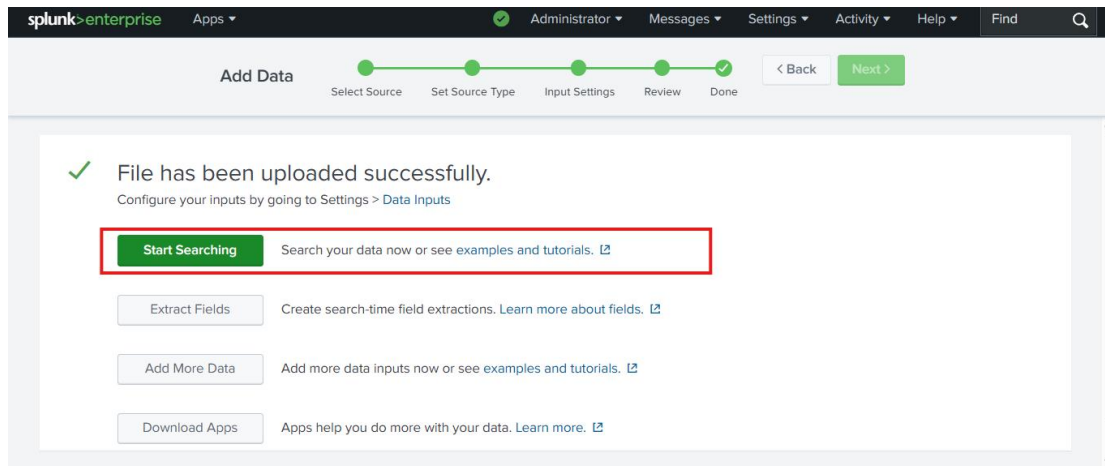 splunk>enterprise Apps Administrator Messages Settings Activity Help Find
Add Data Select Source Set Source Type Input Settings Review Done < Back Next >
File has been uploaded successfully.
Configure your inputs by going to Settings > Data Inputs
Start Searching Search your data now or see examples and tutorials.
Extract Fields Create search-time field extractions. Learn more about fields.
Add More Data Add more data inputs now or see examples and tutorials.
Download Apps Apps help you do more with your data. Learn more.